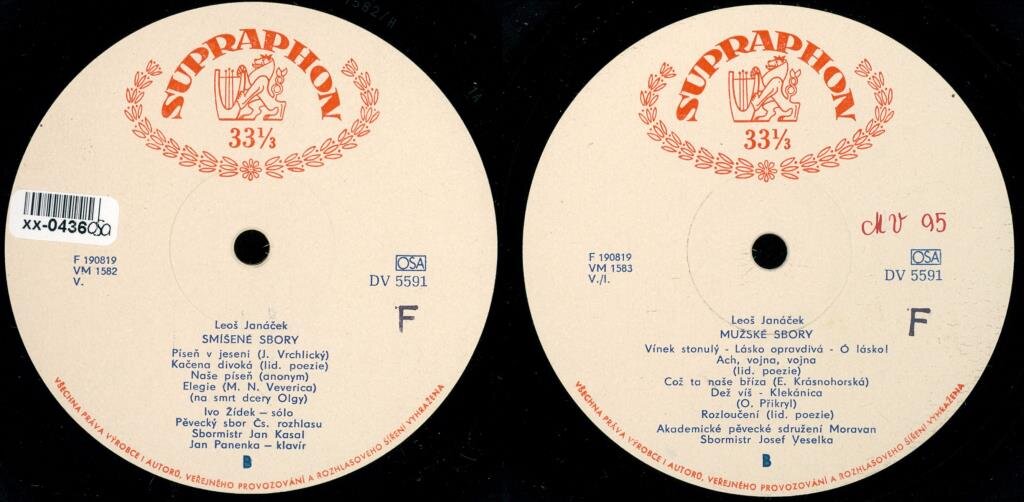 SUPRAPHON
33⅓
xx-0436
F 190819
VM 1582
V.
OSA
DV 5591
F
Leoš Janáček
SMÍSENÉ SBORY
Píseň v jeseni (J. Vrchlický)
Kačena divoká (lid. poezie)
Naše píseň (anonym)
Elegie (M. N. Veverica)
(na smrt dcery Olgy)
Ivo Žídek – sólo
Pěvecký sbor Čs. rozhlasu
Sbormistr Jan Kasal
Jan Panenka – klavír
B
VŠECHNA PRÁVA VÝROBCE I AUTORŮ, VEŘEJNÉHO PROVOZOVÁNÍ A ROZHLASOVÉHO ŠÍŘENÍ VYHRAŽENA
SUPRAPHON
33⅓
MV 95
F 190819
VM 1583
V./I.
OSA
DV 5591
F
Leoš Janáček
MUŽSKÉ SBORY
Vínek stonulý - Lásko opravdivá - Ó lásko!
Ach, vojna, vojna
(lid. poezie)
Což ta naše bříza (E. Krásnohorská)
Dež víš - Klekánica
(O. Přikryl)
Rozloučení (lid. poezie)
Akademické pěvecké sdružení Moravan
Sbormistr Josef Veselka
B
VŠECHNA PRÁVA VÝROBCE I AUTORŮ, VEŘEJNÉHO PROVOZOVÁNÍ A ROZHLASOVÉHO ŠÍŘENÍ VYHRAŽENA